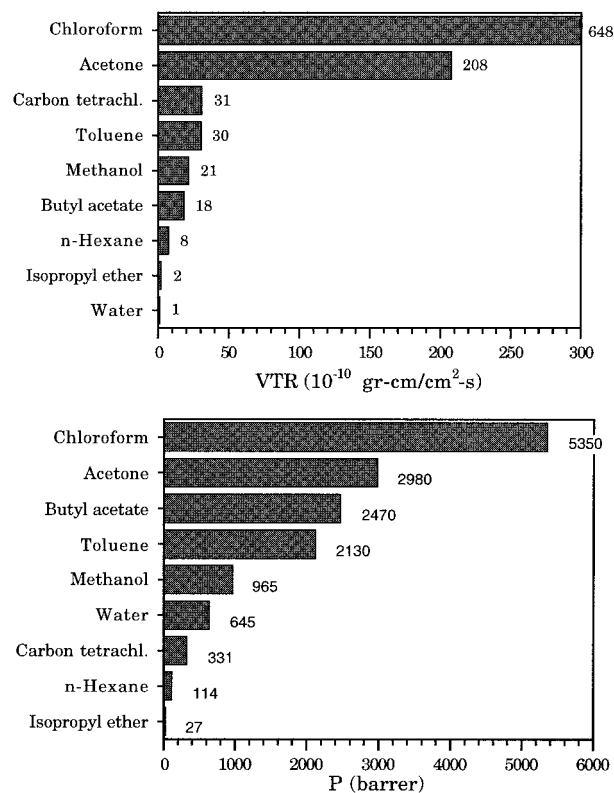 Chloroform 648
Acetone 208
Carbon tetrachl. 31
Toluene 30
Methanol 21
Butyl acetate 18
n-Hexane 8
Isopropyl ether 2
Water 1
0 50 100 150 200 250 300
VTR (10⁻¹⁰ gr-cm/cm²-s)
Chloroform 5350
Acetone 2980
Butyl acetate 2470
Toluene 2130
Methanol 965
Water 645
Carbon tetrachl. 331
n-Hexane 114
Isopropyl ether 27
0 1000 2000 3000 4000 5000 6000
P (barrer)